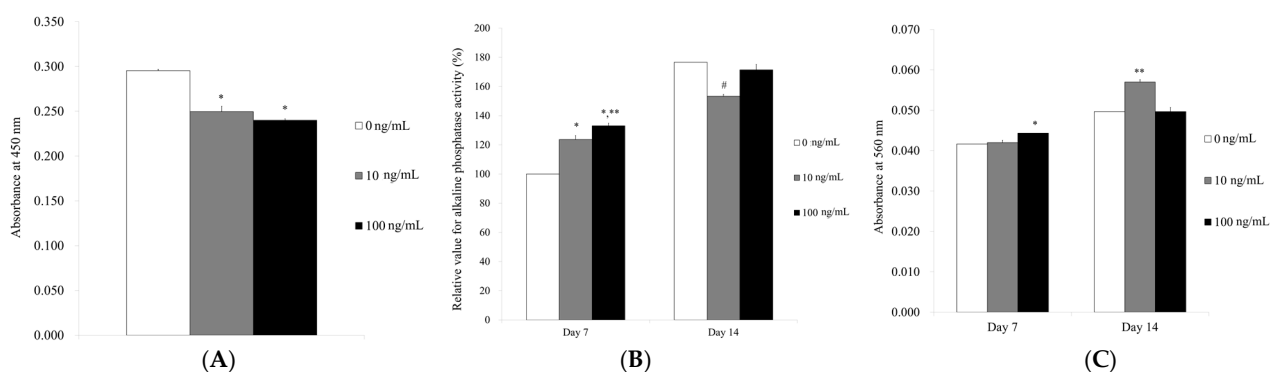 Absorbance at 450 nm
0.350
0.300
0.250
0.200
0.150
0.100
0.050
0.000
*
*
0 ng/mL
10 ng/mL
100 ng/mL
(A)
Relative value for alkaline phosphatase activity (%)
200
180
160
140
120
100
80
60
40
20
0
*
*,**
#
Day 7
Day 14
0 ng/mL
10 ng/mL
100 ng/mL
(B)
Absorbance at 560 nm
0.070
0.060
0.050
0.040
0.030
0.020
0.010
0.000
*
**
Day 7
Day 14
0 ng/mL
10 ng/mL
100 ng/mL
(C)